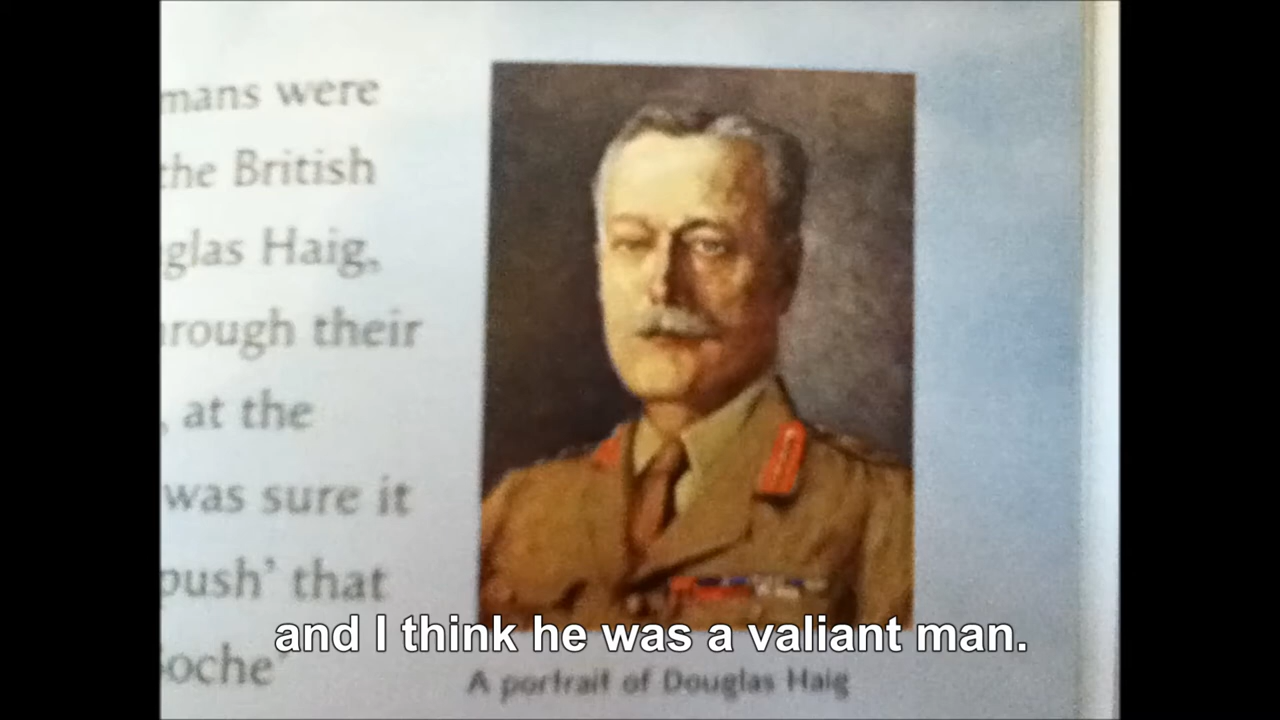 mans were
the British
glas Haig,
rough their
, at the
was sure it
push' that
oche'
and I think he was a valiant man.
A portrait of Douglas Haig